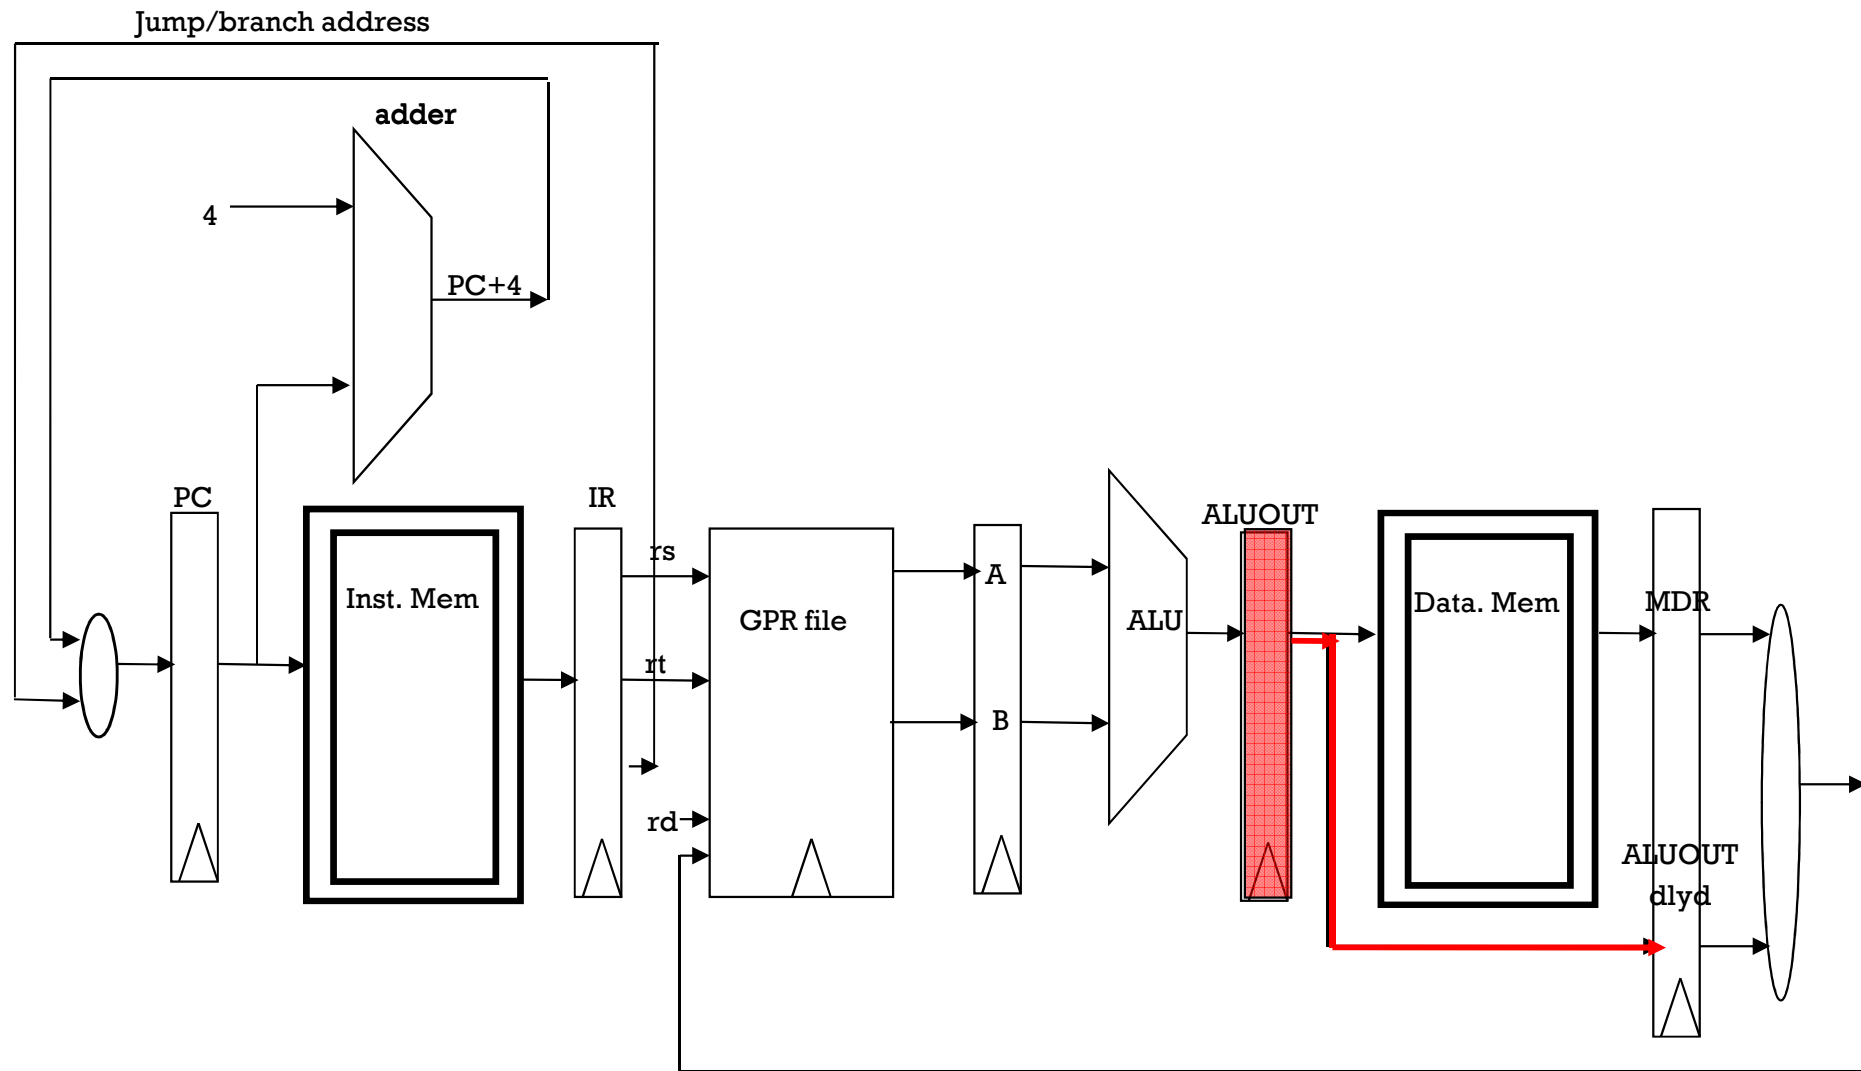 Jump/branch address
adder
4
PC+4
PC
IR
ALUOUT
rs
Inst. Mem
A
Data. Mem
MDR
GPR file
ALU
rt
B
rd
ALUOUT
dlyd